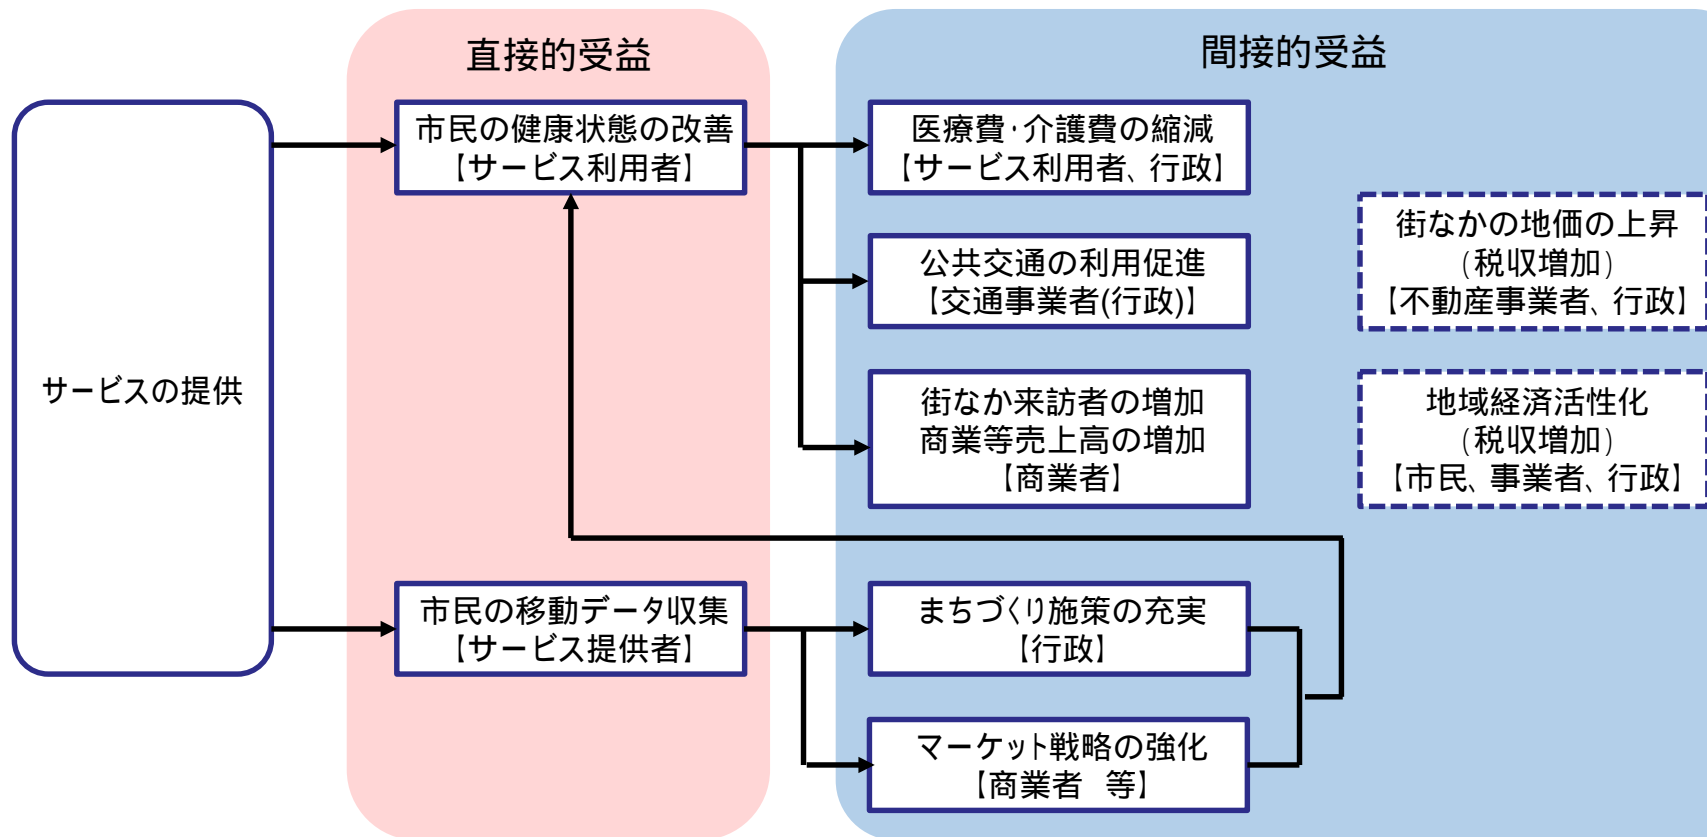 直接的受益
間接的受益
サービスの提供
市民の健康状態の改善
【サービス利用者】
市民の移動データ収集
【サービス提供者】
医療費・介護費の縮減
【サービス利用者、行政】
公共交通の利用促進
【交通事業者(行政)】
街なか来訪者の増加
商業等売上高の増加
【商業者】
まちづくり施策の充実
【行政】
マーケット戦略の強化
【商業者 等】
街なかの地価の上昇
(税収増加)
【不動産事業者、行政】
地域経済活性化
(税収増加)
【市民、事業者、行政】